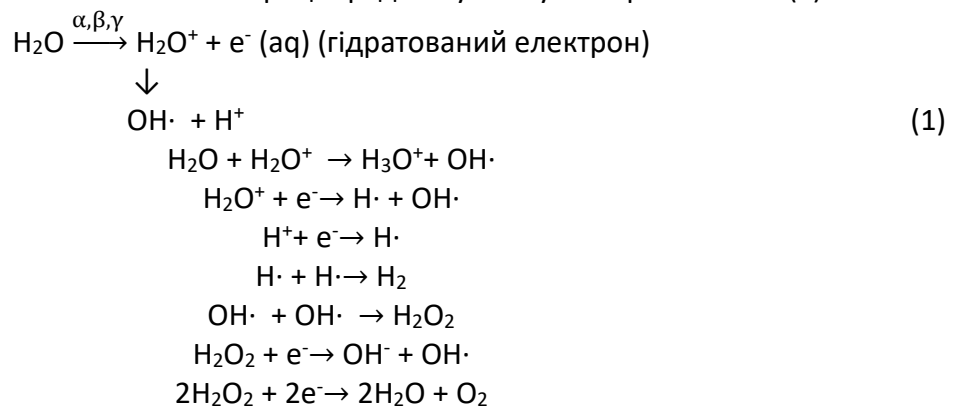 α,β,γ
H₂O ⟶ H₂O⁺ + e⁻ (aq) (гідратований електрон)
↓
OH· + H⁺ (1)
H₂O + H₂O⁺ → H₃O⁺+ OH·
H₂O⁺ + e⁻→ H· + OH·
H⁺+ e⁻→ H·
H· + H·→ H₂
OH· + OH· → H₂O₂
H₂O₂ + e⁻→ OH⁻ + OH·
2H₂O₂ + 2e⁻→ 2H₂O + O₂